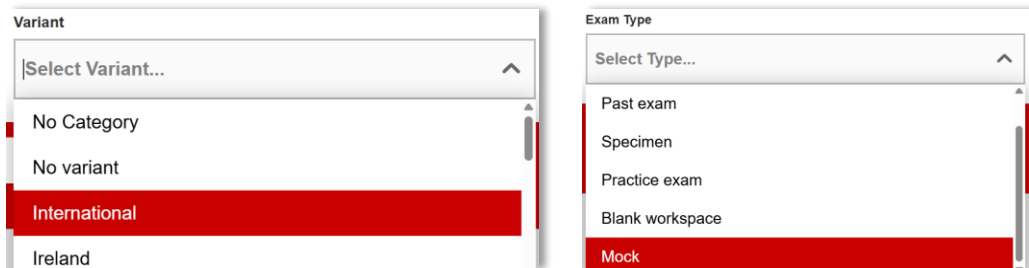 Variant
Select Variant...
No Category
No variant
International
Ireland
Exam Type
Select Type...
Past exam
Specimen
Practice exam
Blank workspace
Mock